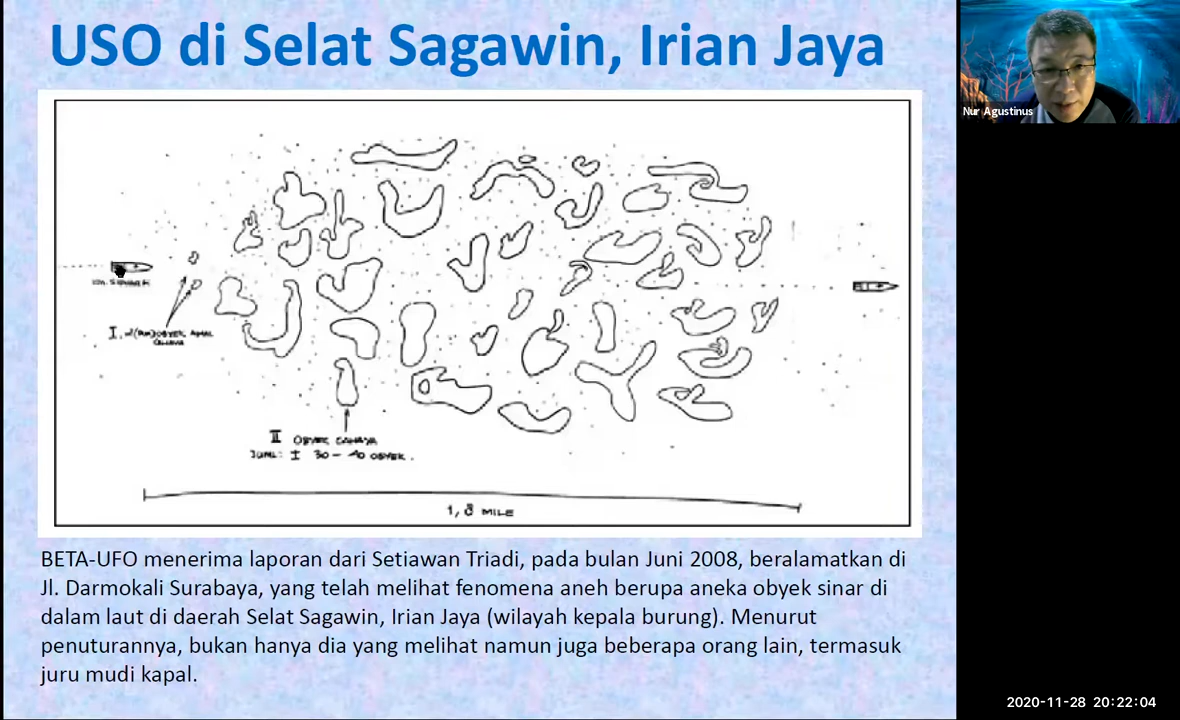 USO di Selat Sagawin, Irian Jaya
Nur Agustinus
I.
OBYEK AWAL
CAHAYA
II OBYEK CAHAYA
JUML: ± 30 - 40 OBYEK.
1,8 MILE
BETA-UFO menerima laporan dari Setiawan Triadi, pada bulan Juni 2008, beralamatkan di
Jl. Darmokali Surabaya, yang telah melihat fenomena aneh berupa aneka obyek sinar di
dalam laut di daerah Selat Sagawin, Irian Jaya (wilayah kepala burung). Menurut
penuturannya, bukan hanya dia yang melihat namun juga beberapa orang lain, termasuk
juru mudi kapal.
2020-11-28 20:22:04